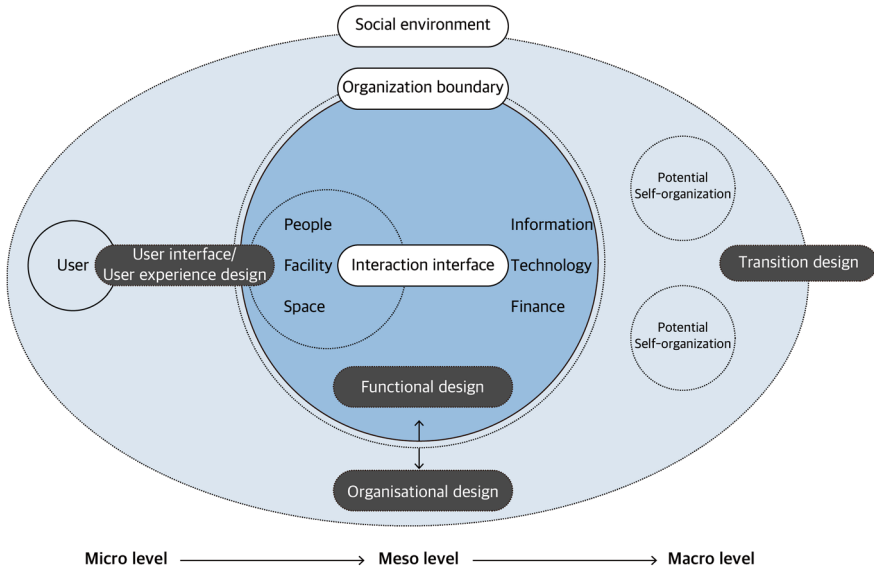 Social environment
Organization boundary
Potential
Self-organization
People
Information
User
User interface/
User experience design
Facility
Interaction interface
Technology
Transition design
Space
Finance
Potential
Self-organization
Functional design
Organisational design
Micro level
Meso level
Macro level